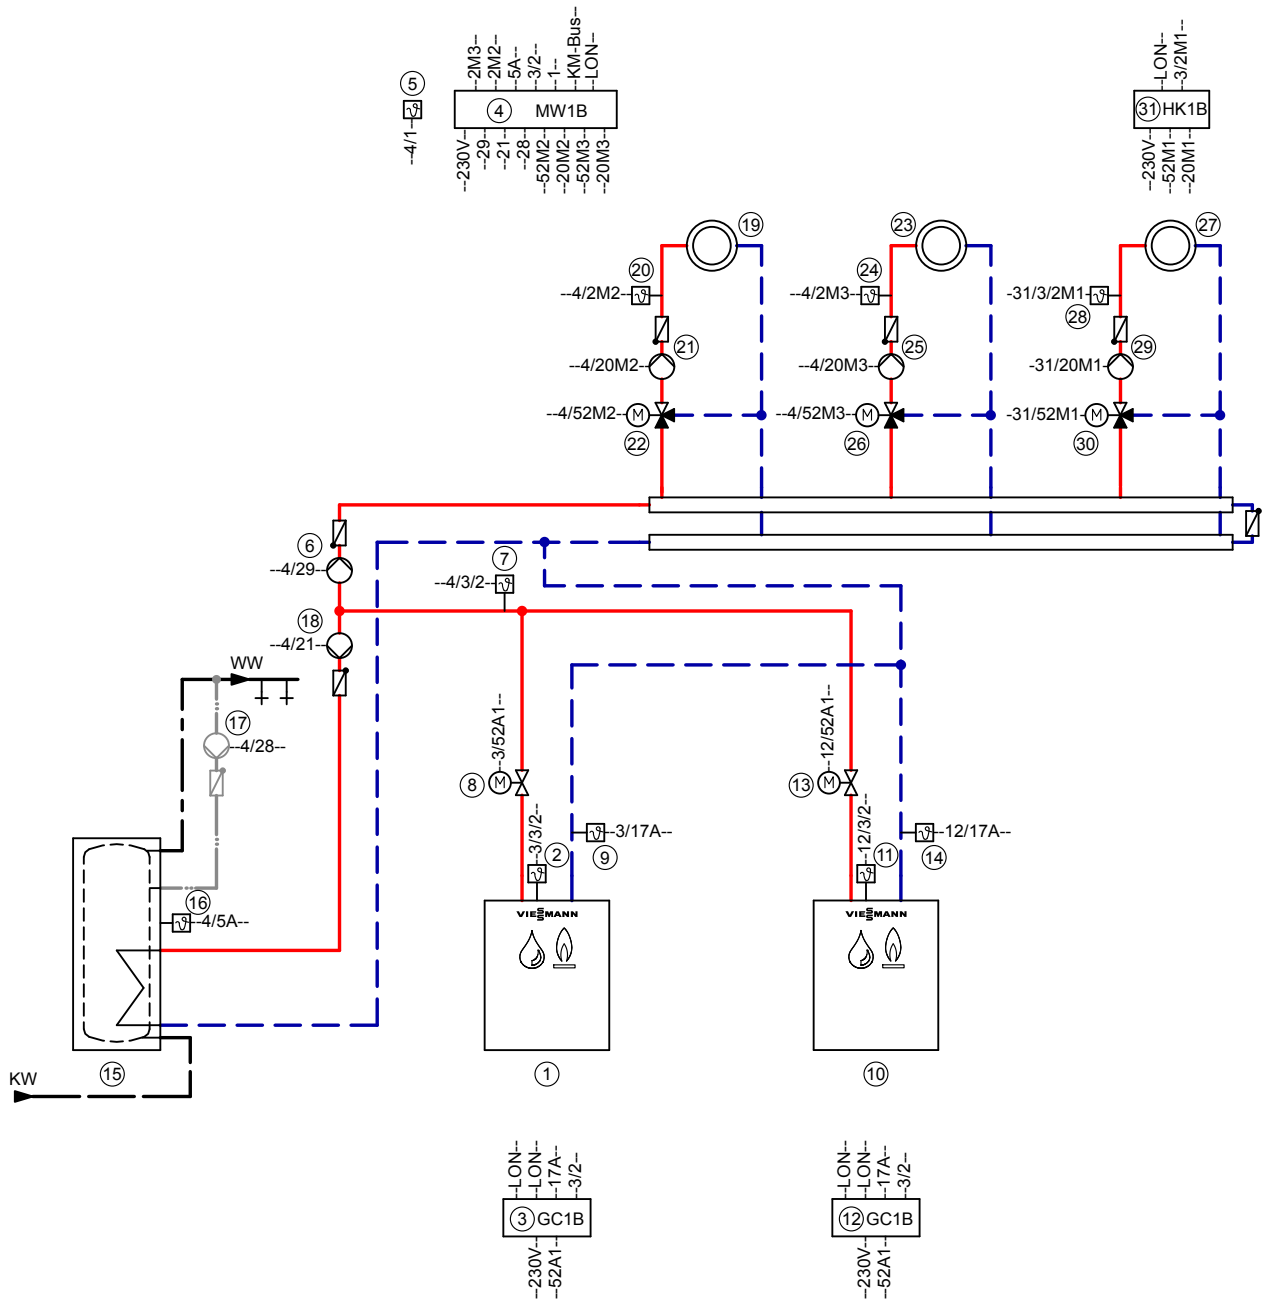 --2M3--
--2M2--
--5A--
--3/2--
--1--
--KM-Bus--
--LON--
--LON--
--3/2M1--
5
--4/1--
4 MW1B
31 HK1B
--230V--
--29--
--21--
--28--
--52M2--
--20M2--
--52M3--
--20M3--
--230V--
--52M1--
--20M1--
19
23
27
20
24
--4/2M2--
--4/2M3--
-31/3/2M1-
28
21
25
29
--4/20M2--
--4/20M3--
-31/20M1-
--4/52M2--
M
--4/52M3--
M
-31/52M1-
M
22
26
30
6
7
--4/29--
--4/3/2--
18
--4/21--
WW
17
--4/28--
--3/52A1--
--12/52A1--
8
M
13
M
--3/3/2--
--3/17A--
--12/3/2--
--12/17A--
2
9
11
14
16
--4/5A--
VIESSMANN
VIESSMANN
15
1
10
KW
--LON--
--LON--
--17A--
--3/2--
--LON--
--LON--
--17A--
--3/2--
3 GC1B
12 GC1B
--230V--
--52A1--
--230V--
--52A1--